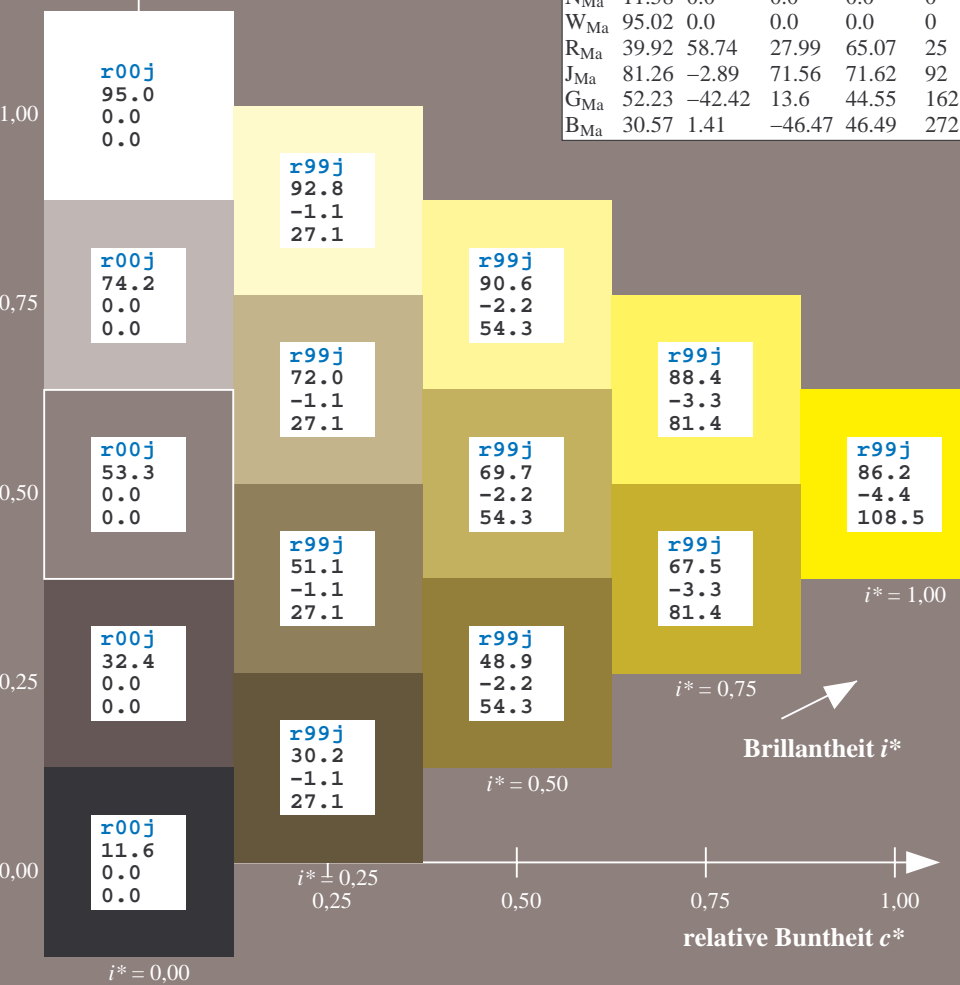 W_Ma 95.02 0.0 0.0 0.0 0
R_Ma 39.92 58.74 27.99 65.07 25
J_Ma 81.26 −2.89 71.56 71.62 92
G_Ma 52.23 −42.42 13.6 44.55 162
B_Ma 30.57 1.41 −46.47 46.49 272
1,00
0,75
0,50
0,25
0,00
r00j
95.0
0.0
0.0
r00j
74.2
0.0
0.0
r00j
53.3
0.0
0.0
r00j
32.4
0.0
0.0
r00j
11.6
0.0
0.0
i* = 0,00
r99j
92.8
-1.1
27.1
r99j
72.0
-1.1
27.1
r99j
51.1
-1.1
27.1
r99j
30.2
-1.1
27.1
i* = 0,25
r99j
90.6
-2.2
54.3
r99j
69.7
-2.2
54.3
r99j
48.9
-2.2
54.3
i* = 0,50
r99j
88.4
-3.3
81.4
r99j
67.5
-3.3
81.4
i* = 0,75
r99j
86.2
-4.4
108.5
i* = 1,00
Brillantheit i*
0,25 0,50 0,75 1,00
relative Buntheit c*